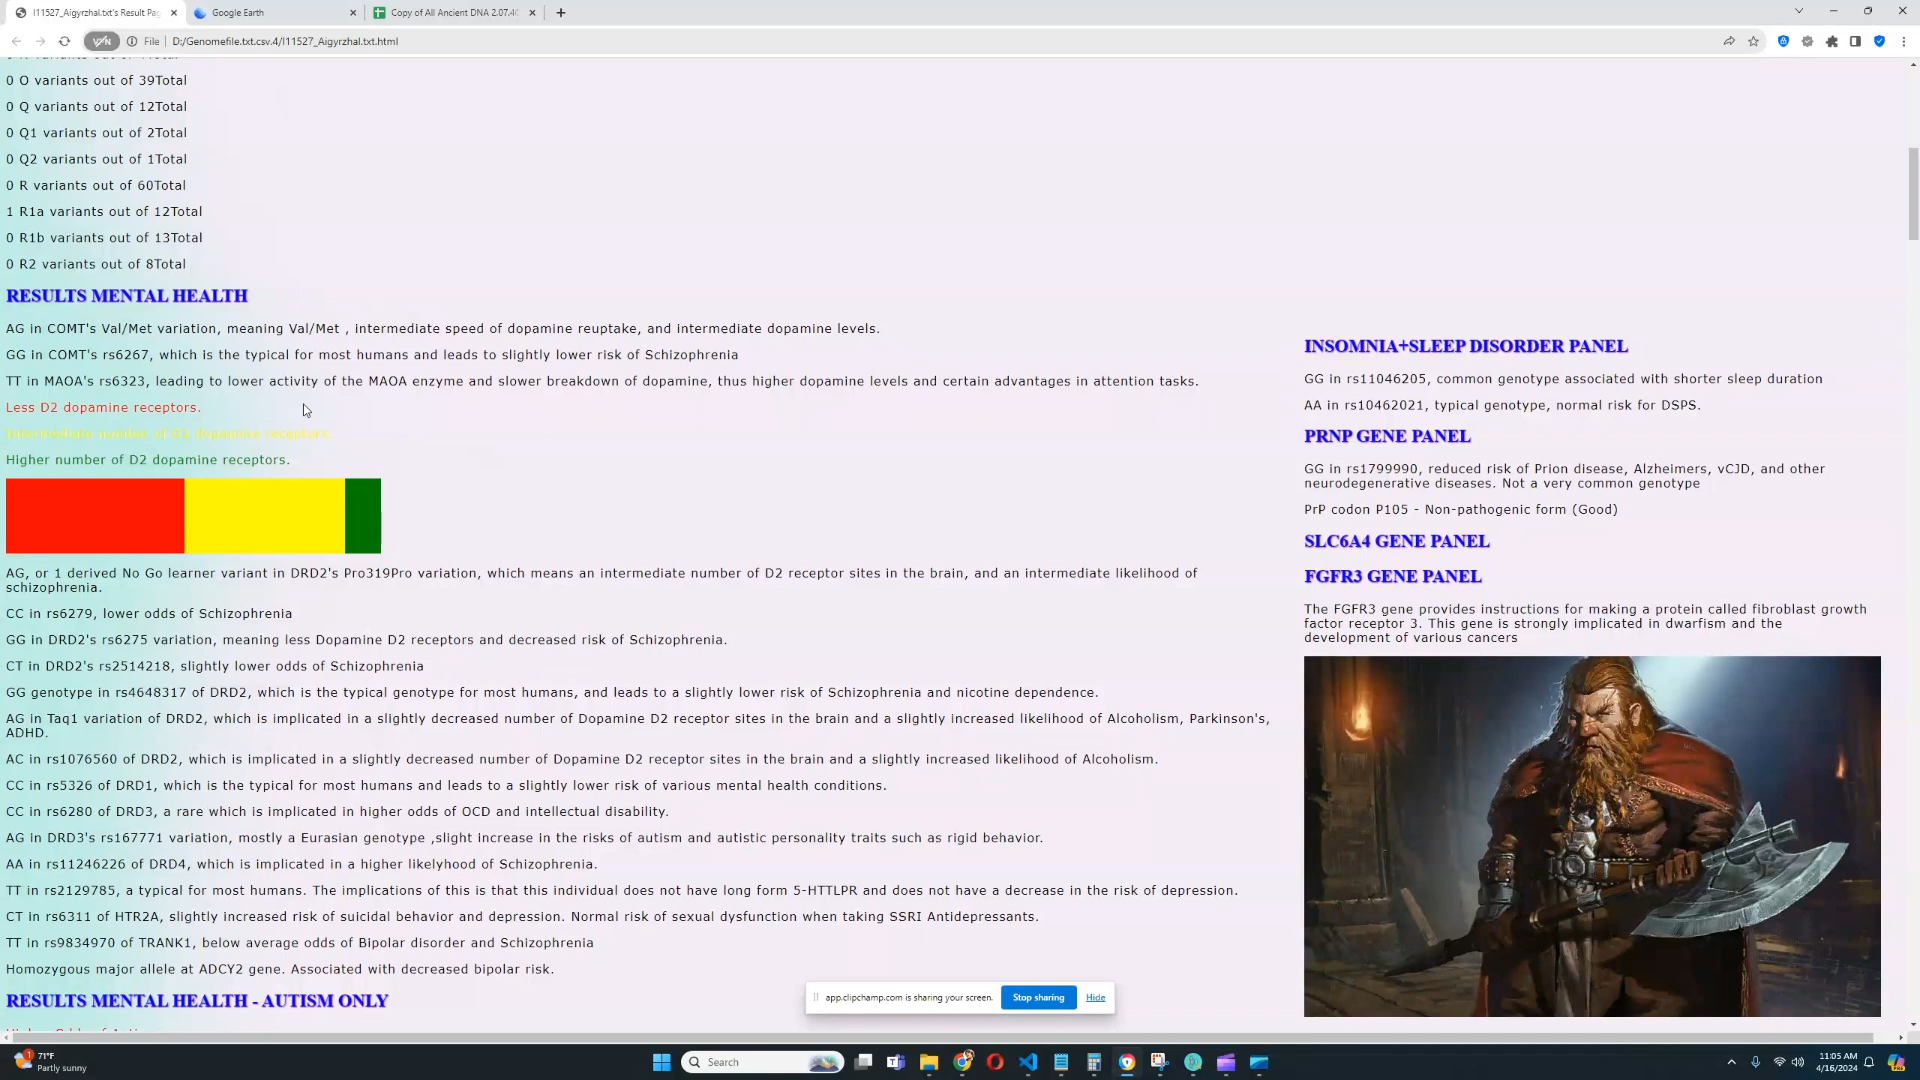 I11527_Aigyrzhal.txt's Result Pa
Google Earth
Copy of All Ancient DNA 2.07.4
VPN
File
D:/Genomefile.txt.csv.4/I11527_Aigyrzhal.txt.html
0 O variants out of 39Total
0 Q variants out of 12Total
0 Q1 variants out of 2Total
0 Q2 variants out of 1Total
0 R variants out of 60Total
1 R1a variants out of 12Total
0 R1b variants out of 13Total
0 R2 variants out of 8Total
RESULTS MENTAL HEALTH
AG in COMT's Val/Met variation, meaning Val/Met , intermediate speed of dopamine reuptake, and intermediate dopamine levels.
GG in COMT's rs6267, which is the typical for most humans and leads to slightly lower risk of Schizophrenia
TT in MAOA's rs6323, leading to lower activity of the MAOA enzyme and slower breakdown of dopamine, thus higher dopamine levels and certain advantages in attention tasks.
Less D2 dopamine receptors.
Intermediate number of D2 dopamine receptors.
Higher number of D2 dopamine receptors.
AG, or 1 derived No Go learner variant in DRD2's Pro319Pro variation, which means an intermediate number of D2 receptor sites in the brain, and an intermediate likelihood of
schizophrenia.
CC in rs6279, lower odds of Schizophrenia
GG in DRD2's rs6275 variation, meaning less Dopamine D2 receptors and decreased risk of Schizophrenia.
CT in DRD2's rs2514218, slightly lower odds of Schizophrenia
GG genotype in rs4648317 of DRD2, which is the typical genotype for most humans, and leads to a slightly lower risk of Schizophrenia and nicotine dependence.
AG in Taq1 variation of DRD2, which is implicated in a slightly decreased number of Dopamine D2 receptor sites in the brain and a slightly increased likelihood of Alcoholism, Parkinson's,
ADHD.
AC in rs1076560 of DRD2, which is implicated in a slightly decreased number of Dopamine D2 receptor sites in the brain and a slightly increased likelihood of Alcoholism.
CC in rs5326 of DRD1, which is the typical for most humans and leads to a slightly lower risk of various mental health conditions.
CC in rs6280 of DRD3, a rare which is implicated in higher odds of OCD and intellectual disability.
AG in DRD3's rs167771 variation, mostly a Eurasian genotype ,slight increase in the risks of autism and autistic personality traits such as rigid behavior.
AA in rs11246226 of DRD4, which is implicated in a higher likelyhood of Schizophrenia.
TT in rs2129785, a typical for most humans. The implications of this is that this individual does not have long form 5-HTTLPR and does not have a decrease in the risk of depression.
CT in rs6311 of HTR2A, slightly increased risk of suicidal behavior and depression. Normal risk of sexual dysfunction when taking SSRI Antidepressants.
TT in rs9834970 of TRANK1, below average odds of Bipolar disorder and Schizophrenia
Homozygous major allele at ADCY2 gene. Associated with decreased bipolar risk.
RESULTS MENTAL HEALTH - AUTISM ONLY
INSOMNIA+SLEEP DISORDER PANEL
GG in rs11046205, common genotype associated with shorter sleep duration
AA in rs10462021, typical genotype, normal risk for DSPS.
PRNP GENE PANEL
GG in rs1799990, reduced risk of Prion disease, Alzheimers, vCJD, and other
neurodegenerative diseases. Not a very common genotype
PrP codon P105 - Non-pathogenic form (Good)
SLC6A4 GENE PANEL
FGFR3 GENE PANEL
The FGFR3 gene provides instructions for making a protein called fibroblast growth
factor receptor 3. This gene is strongly implicated in dwarfism and the
development of various cancers
app.clipchamp.com is sharing your screen.
Stop sharing
Hide
1
71°F
Partly sunny
Search
11:05 AM
4/16/2024